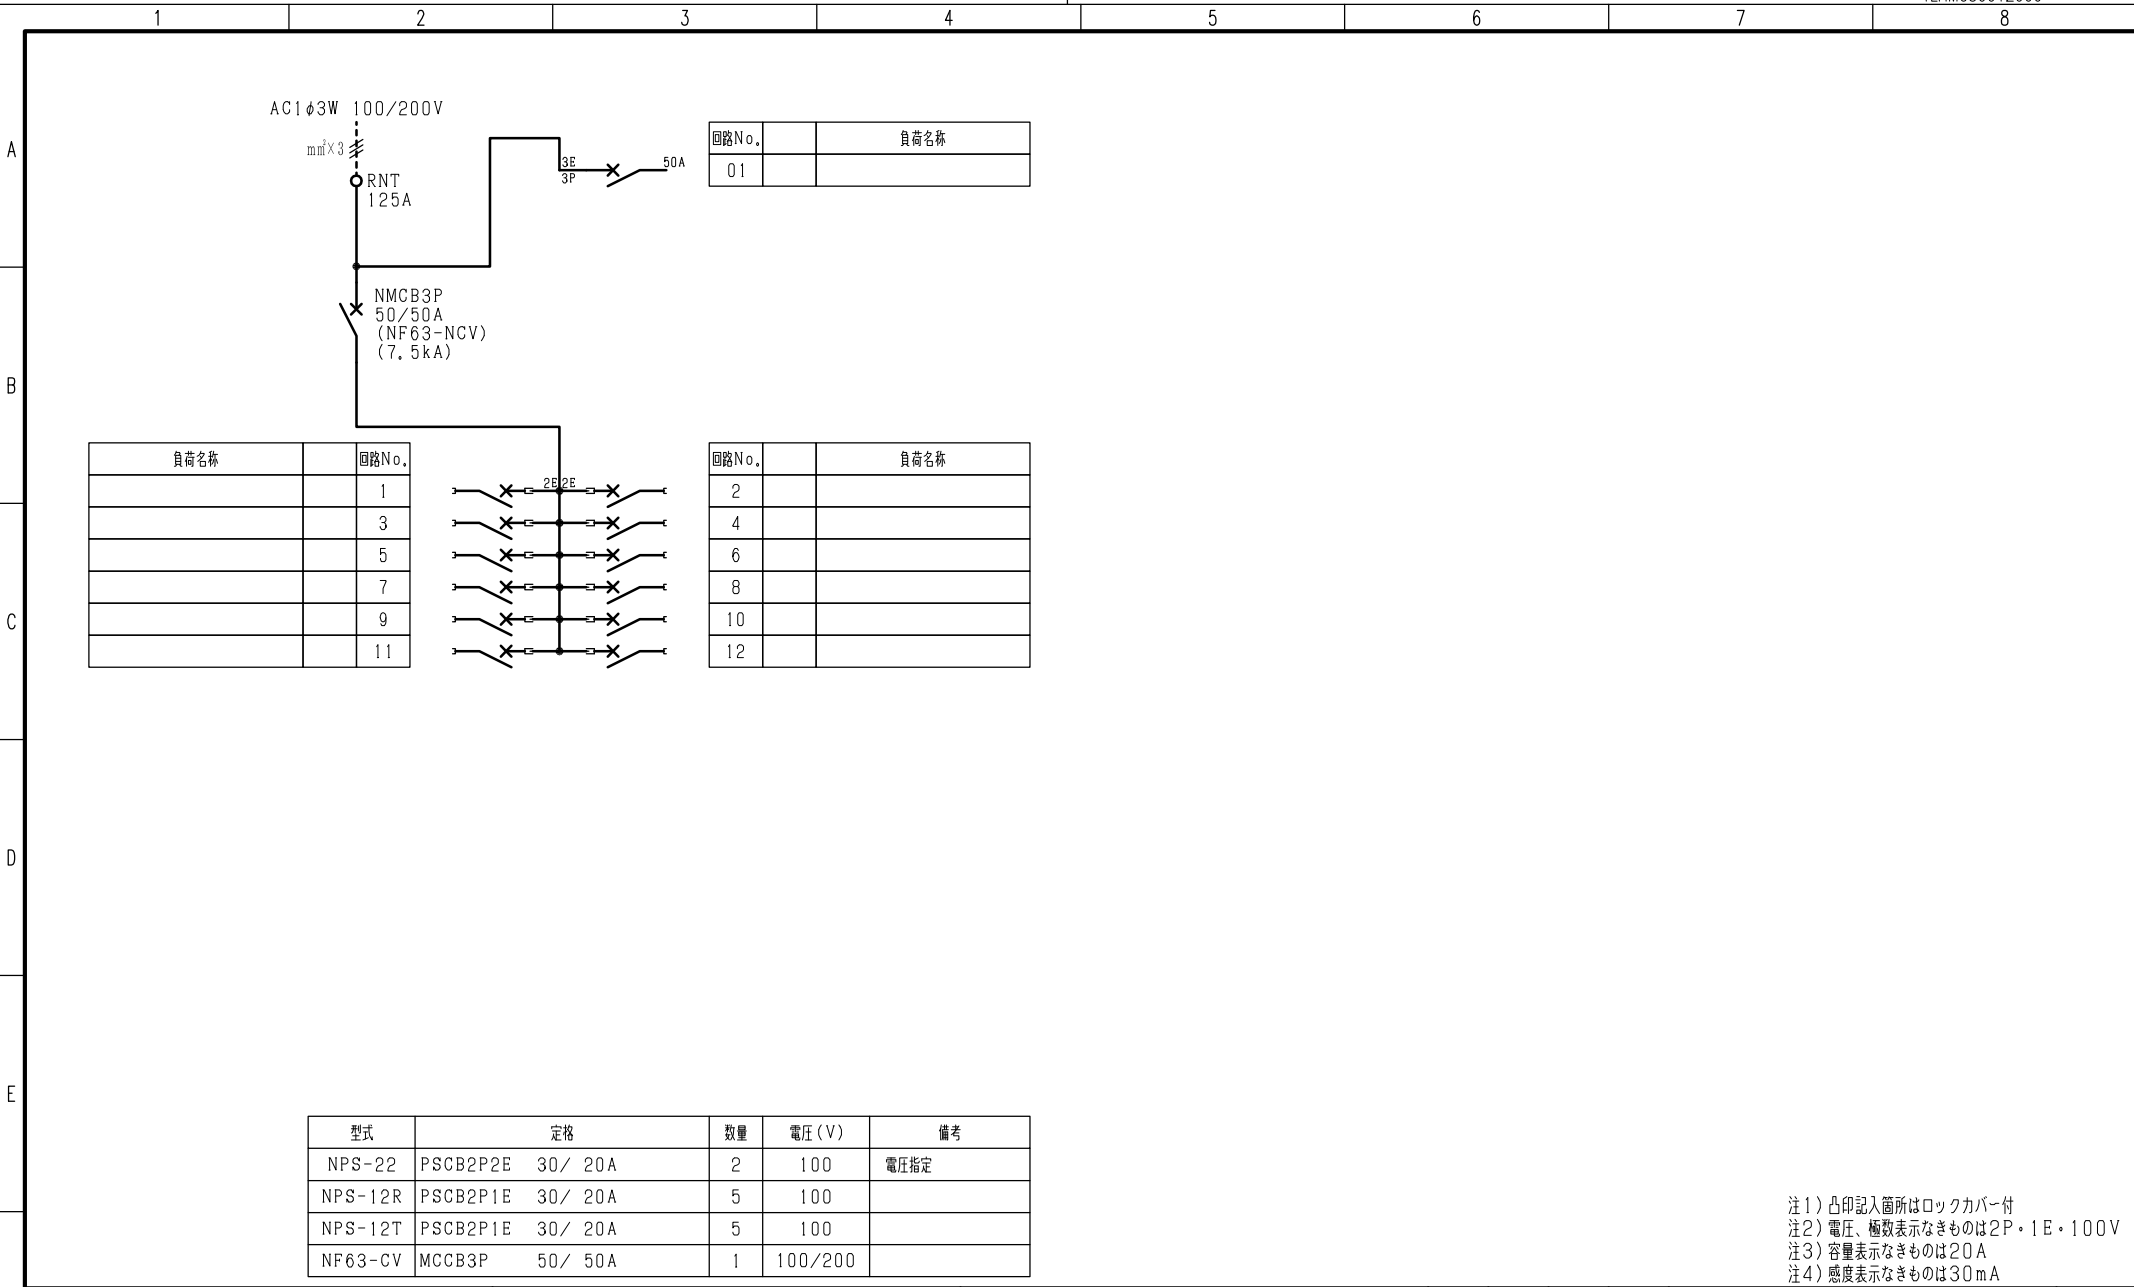 1 2 3 4 5 6 7 8
A
B
C
D
E
AC1φ3W 100/200V
mm²×3
RNT
125A
3E
3P
50A
回路No. 負荷名称
01
NMCB3P
50/50A
(NF63-NCV)
(7.5kA)
負荷名称 回路No.
1
3
5
7
9
11
2E 2E
回路No. 負荷名称
2
4
6
8
10
12
型式 定格 数量 電圧(V) 備考
NPS-22 PSCB2P2E 30/ 20A 2 100 電圧指定
NPS-12R PSCB2P1E 30/ 20A 5 100
NPS-12T PSCB2P1E 30/ 20A 5 100
NF63-CV MCCB3P 50/ 50A 1 100/200
注1)凸印記入箇所はロックカバー付
注2)電圧、極数表示なきものは2P・1E・100V
注3)容量表示なきものは20A
注4)感度表示なきものは30mA